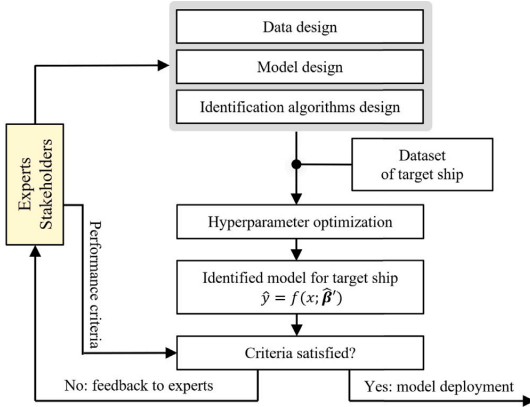 Data design
Model design
Identification algorithms design
Dataset
of target ship
Experts
Stakeholders
Performance criteria
Hyperparameter optimization
Identified model for target ship
ŷ = f(x; β̂′)
Criteria satisfied?
No: feedback to experts
Yes: model deployment